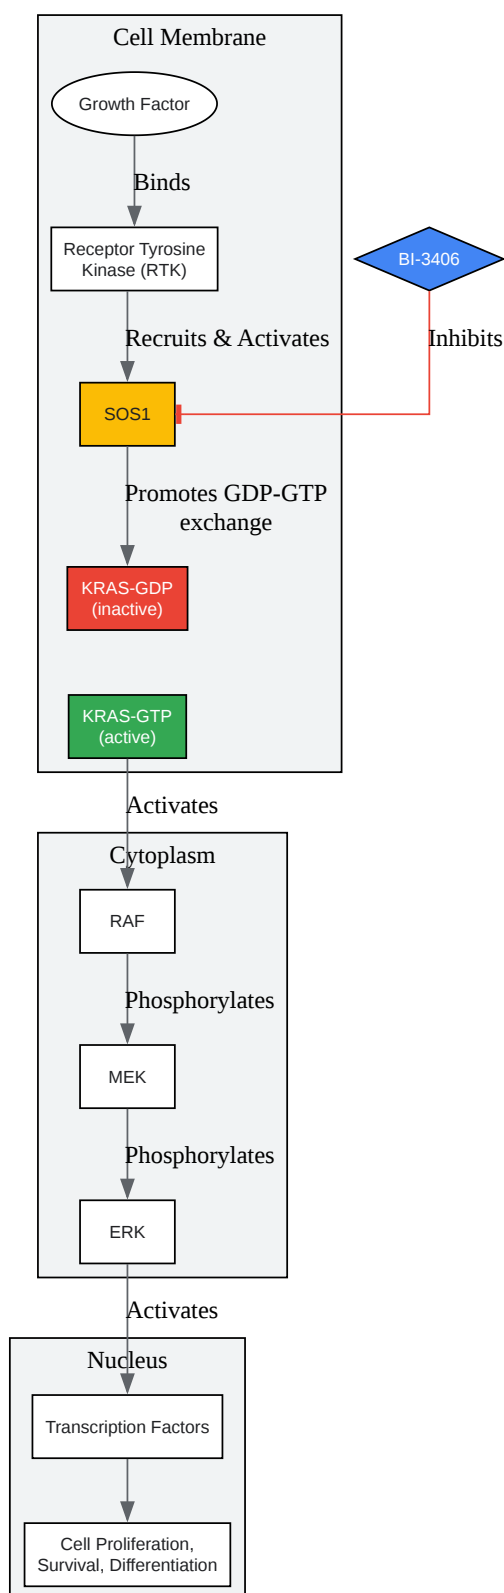 Cell Membrane
Growth Factor
Binds
Receptor Tyrosine
Kinase (RTK)
BI-3406
Recruits & Activates
Inhibits
SOS1
Promotes GDP-GTP
exchange
KRAS-GDP
(inactive)
KRAS-GTP
(active)
Activates
Cytoplasm
RAF
Phosphorylates
MEK
Phosphorylates
ERK
Activates
Nucleus
Transcription Factors
Cell Proliferation,
Survival, Differentiation